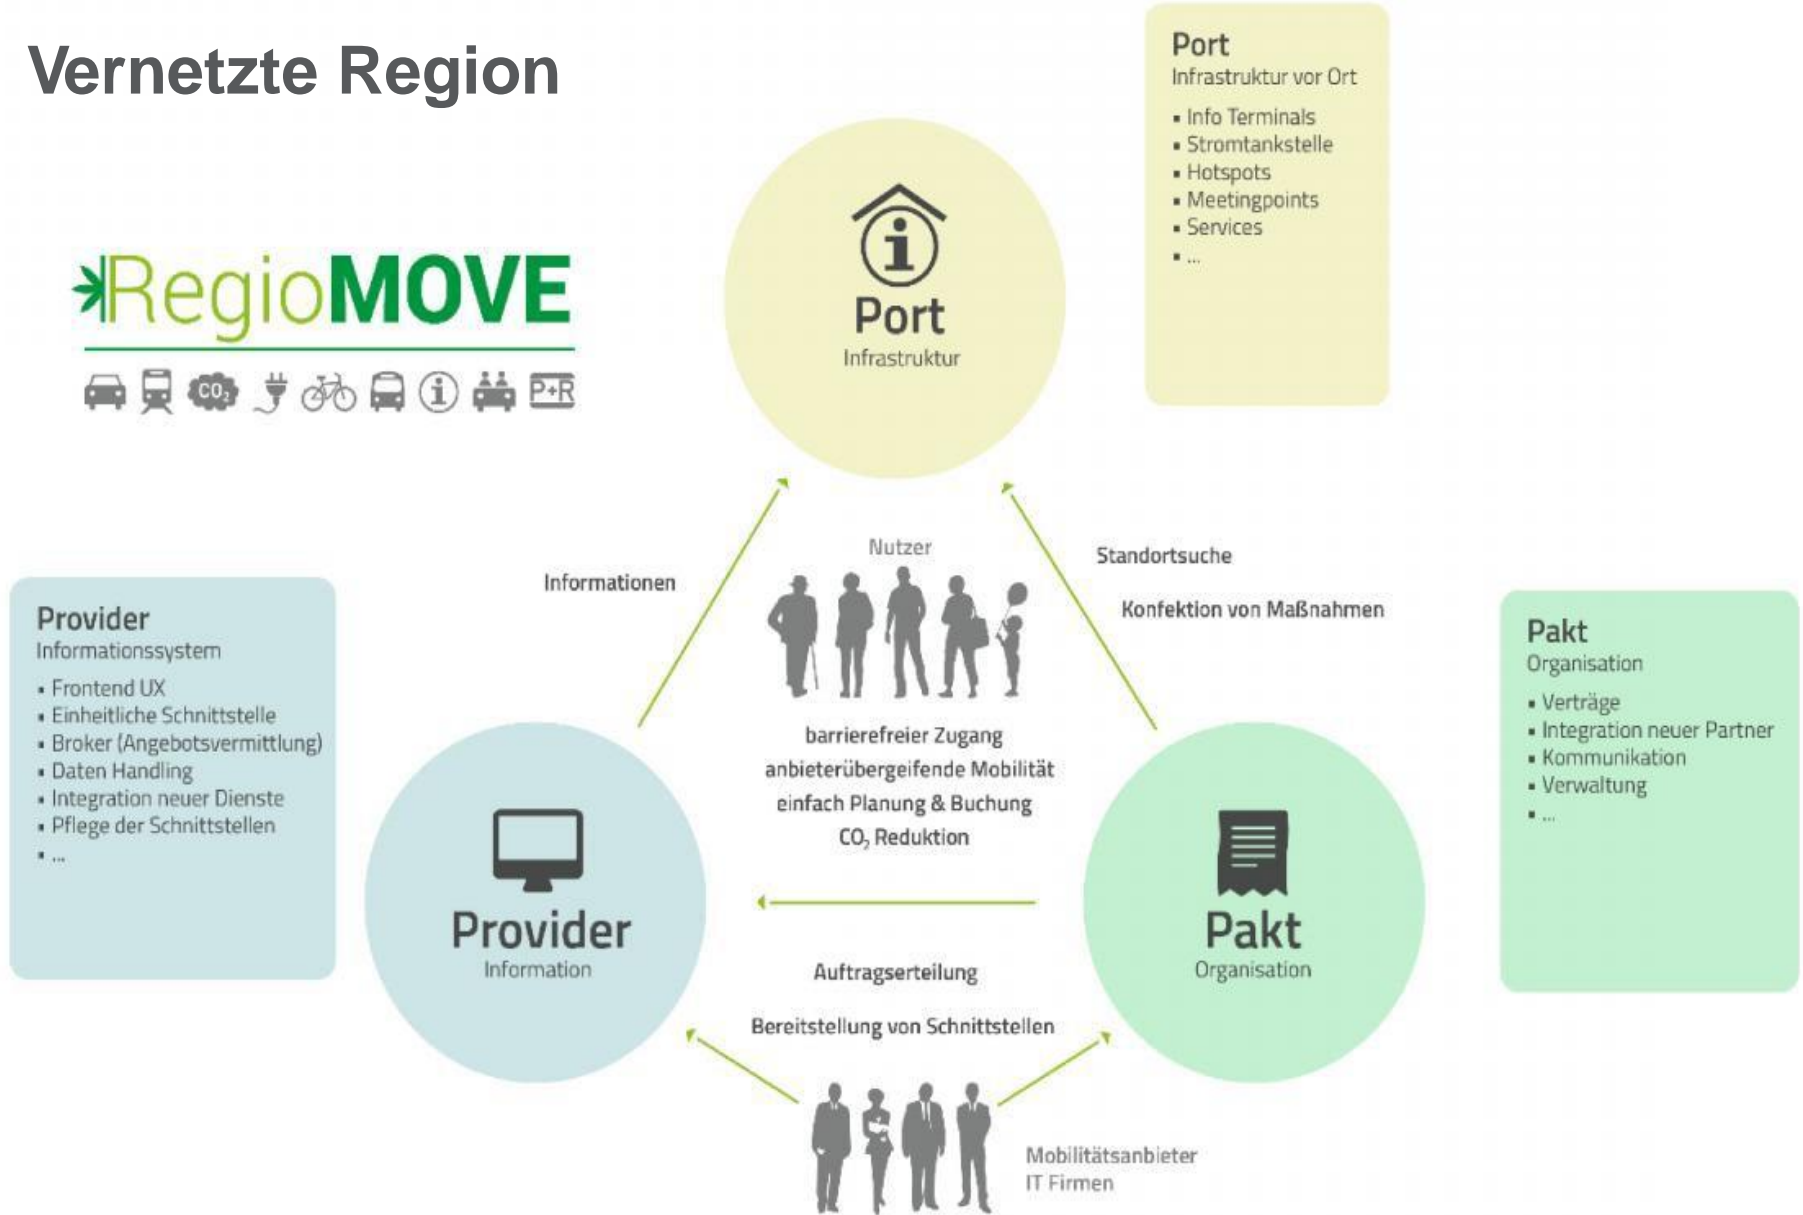 Vernetzte Region
RegioMOVE
CO₂
P+R
Port
Infrastruktur
Port
Infrastruktur vor Ort
▪ Info Terminals
▪ Stromtankstelle
▪ Hotspots
▪ Meetingpoints
▪ Services
▪ ...
Informationen
Nutzer
Standortsuche
Konfektion von Maßnahmen
Provider
Informationssystem
▪ Frontend UX
▪ Einheitliche Schnittstelle
▪ Broker (Angebotsvermittlung)
▪ Daten Handling
▪ Integration neuer Dienste
▪ Pflege der Schnittstellen
▪ ...
barrierefreier Zugang
anbieterübergeifende Mobilität
einfach Planung & Buchung
CO₂ Reduktion
Pakt
Organisation
▪ Verträge
▪ Integration neuer Partner
▪ Kommunikation
▪ Verwaltung
▪ ...
Provider
Information
Pakt
Organisation
Auftragserteilung
Bereitstellung von Schnittstellen
Mobilitätsanbieter
IT Firmen